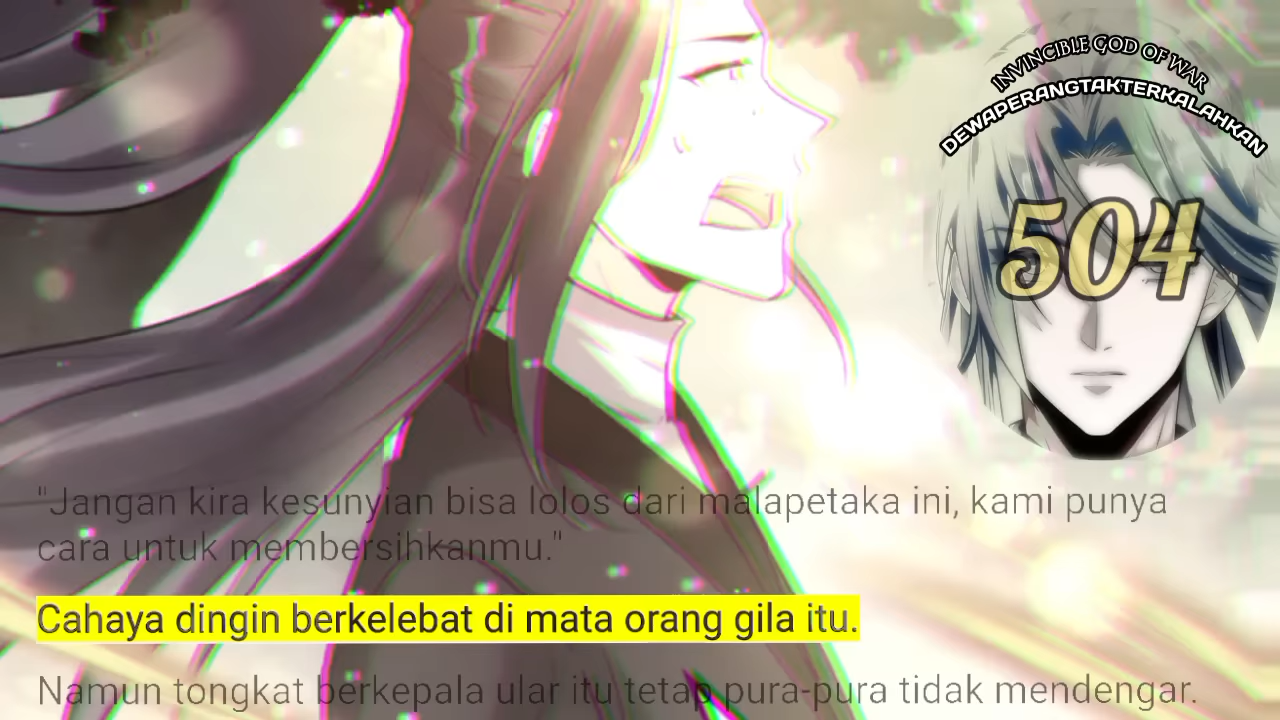 INVINCIBLE GOD OF WAR
DEWAPERANGTAKTERKALAHKAN
504
"Jangan kira kesunyian bisa lolos dari malapetaka ini, kami punya
cara untuk membersihkanmu."
Cahaya dingin berkelebat di mata orang gila itu.
Namun tongkat berkepala ular itu tetap pura-pura tidak mendengar.